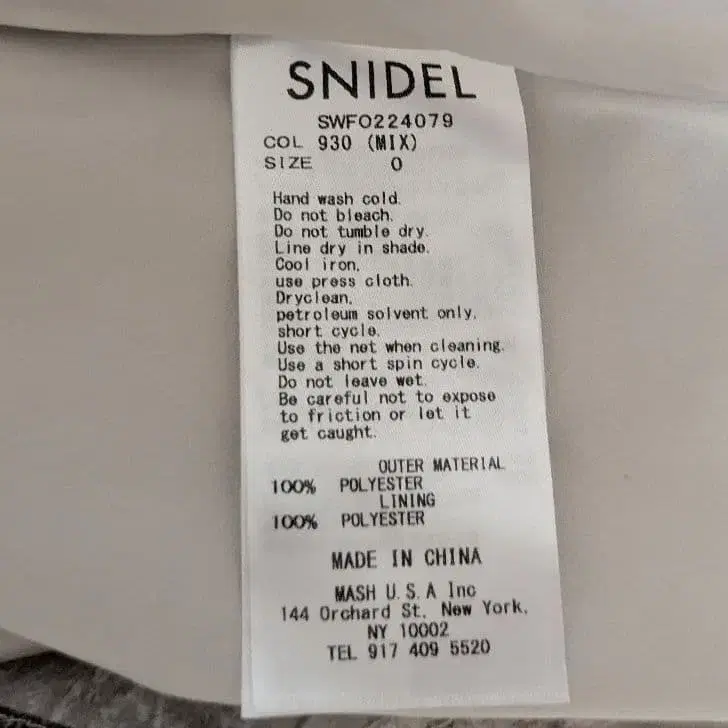 SNIDEL
SWFO224079
COL 930 (MIX)
SIZE 0
Hand wash cold.
Do not bleach.
Do not tumble dry.
Line dry in shade.
Cool iron,
use press cloth.
Dryclean,
petroleum solvent only,
short cycle.
Use the net when cleaning.
Use a short spin cycle.
Do not leave wet.
Be careful not to expose
to friction or let it
get caught.
OUTER MATERIAL
100% POLYESTER
LINING
100% POLYESTER
MADE IN CHINA
MASH U.S.A Inc
144 Orchard St, New York,
NY 10002
TEL 917 409 5520